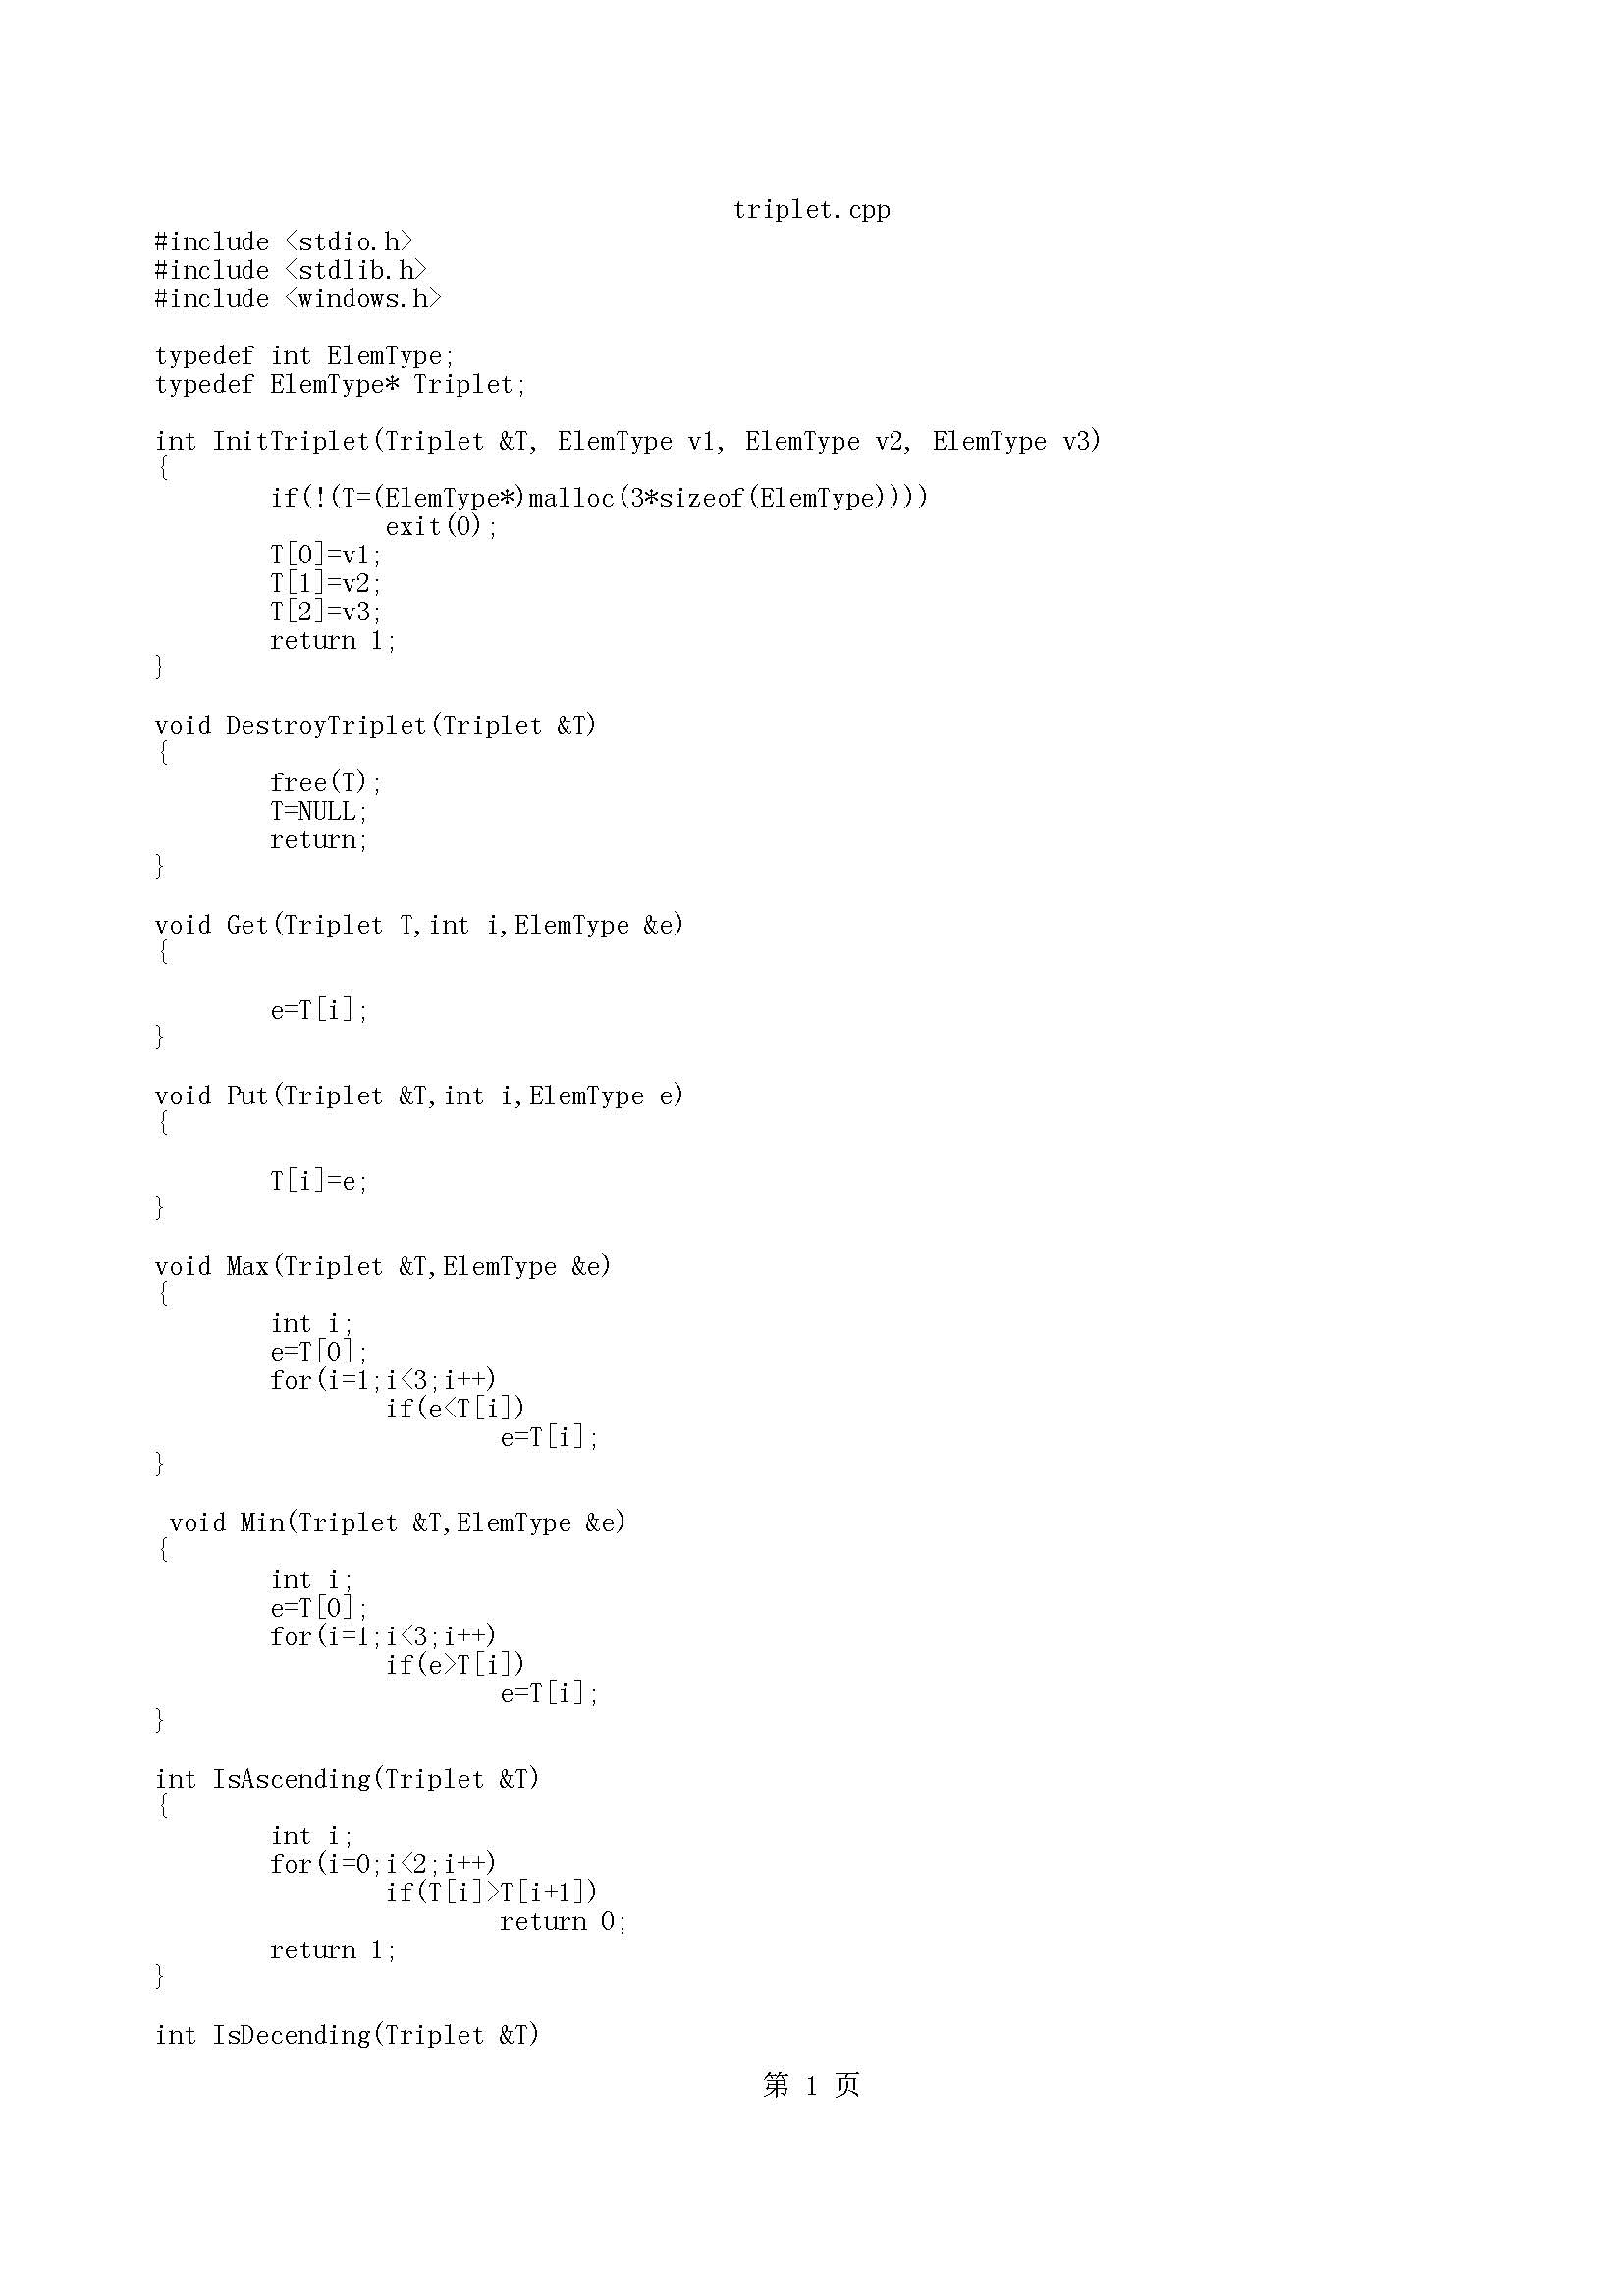 triplet.cpp
#include <stdio.h>
#include <stdlib.h>
#include <windows.h>

typedef int ElemType;
typedef ElemType* Triplet;

int InitTriplet(Triplet &T, ElemType v1, ElemType v2, ElemType v3)
{
        if(!(T=(ElemType*)malloc(3*sizeof(ElemType))))
                exit(0);
        T[0]=v1;
        T[1]=v2;
        T[2]=v3;
        return 1;
}

void DestroyTriplet(Triplet &T)
{
        free(T);
        T=NULL;
        return;
}

void Get(Triplet T,int i,ElemType &e)
{

        e=T[i];
}

void Put(Triplet &T,int i,ElemType e)
{

        T[i]=e;
}

void Max(Triplet &T,ElemType &e)
{
        int i;
        e=T[0];
        for(i=1;i<3;i++)
                if(e<T[i])
                        e=T[i];
}

 void Min(Triplet &T,ElemType &e)
{
        int i;
        e=T[0];
        for(i=1;i<3;i++)
                if(e>T[i])
                        e=T[i];
}

int IsAscending(Triplet &T)
{
        int i;
        for(i=0;i<2;i++)
                if(T[i]>T[i+1])
                        return 0;
        return 1;
}

int IsDecending(Triplet &T)
第 1 页